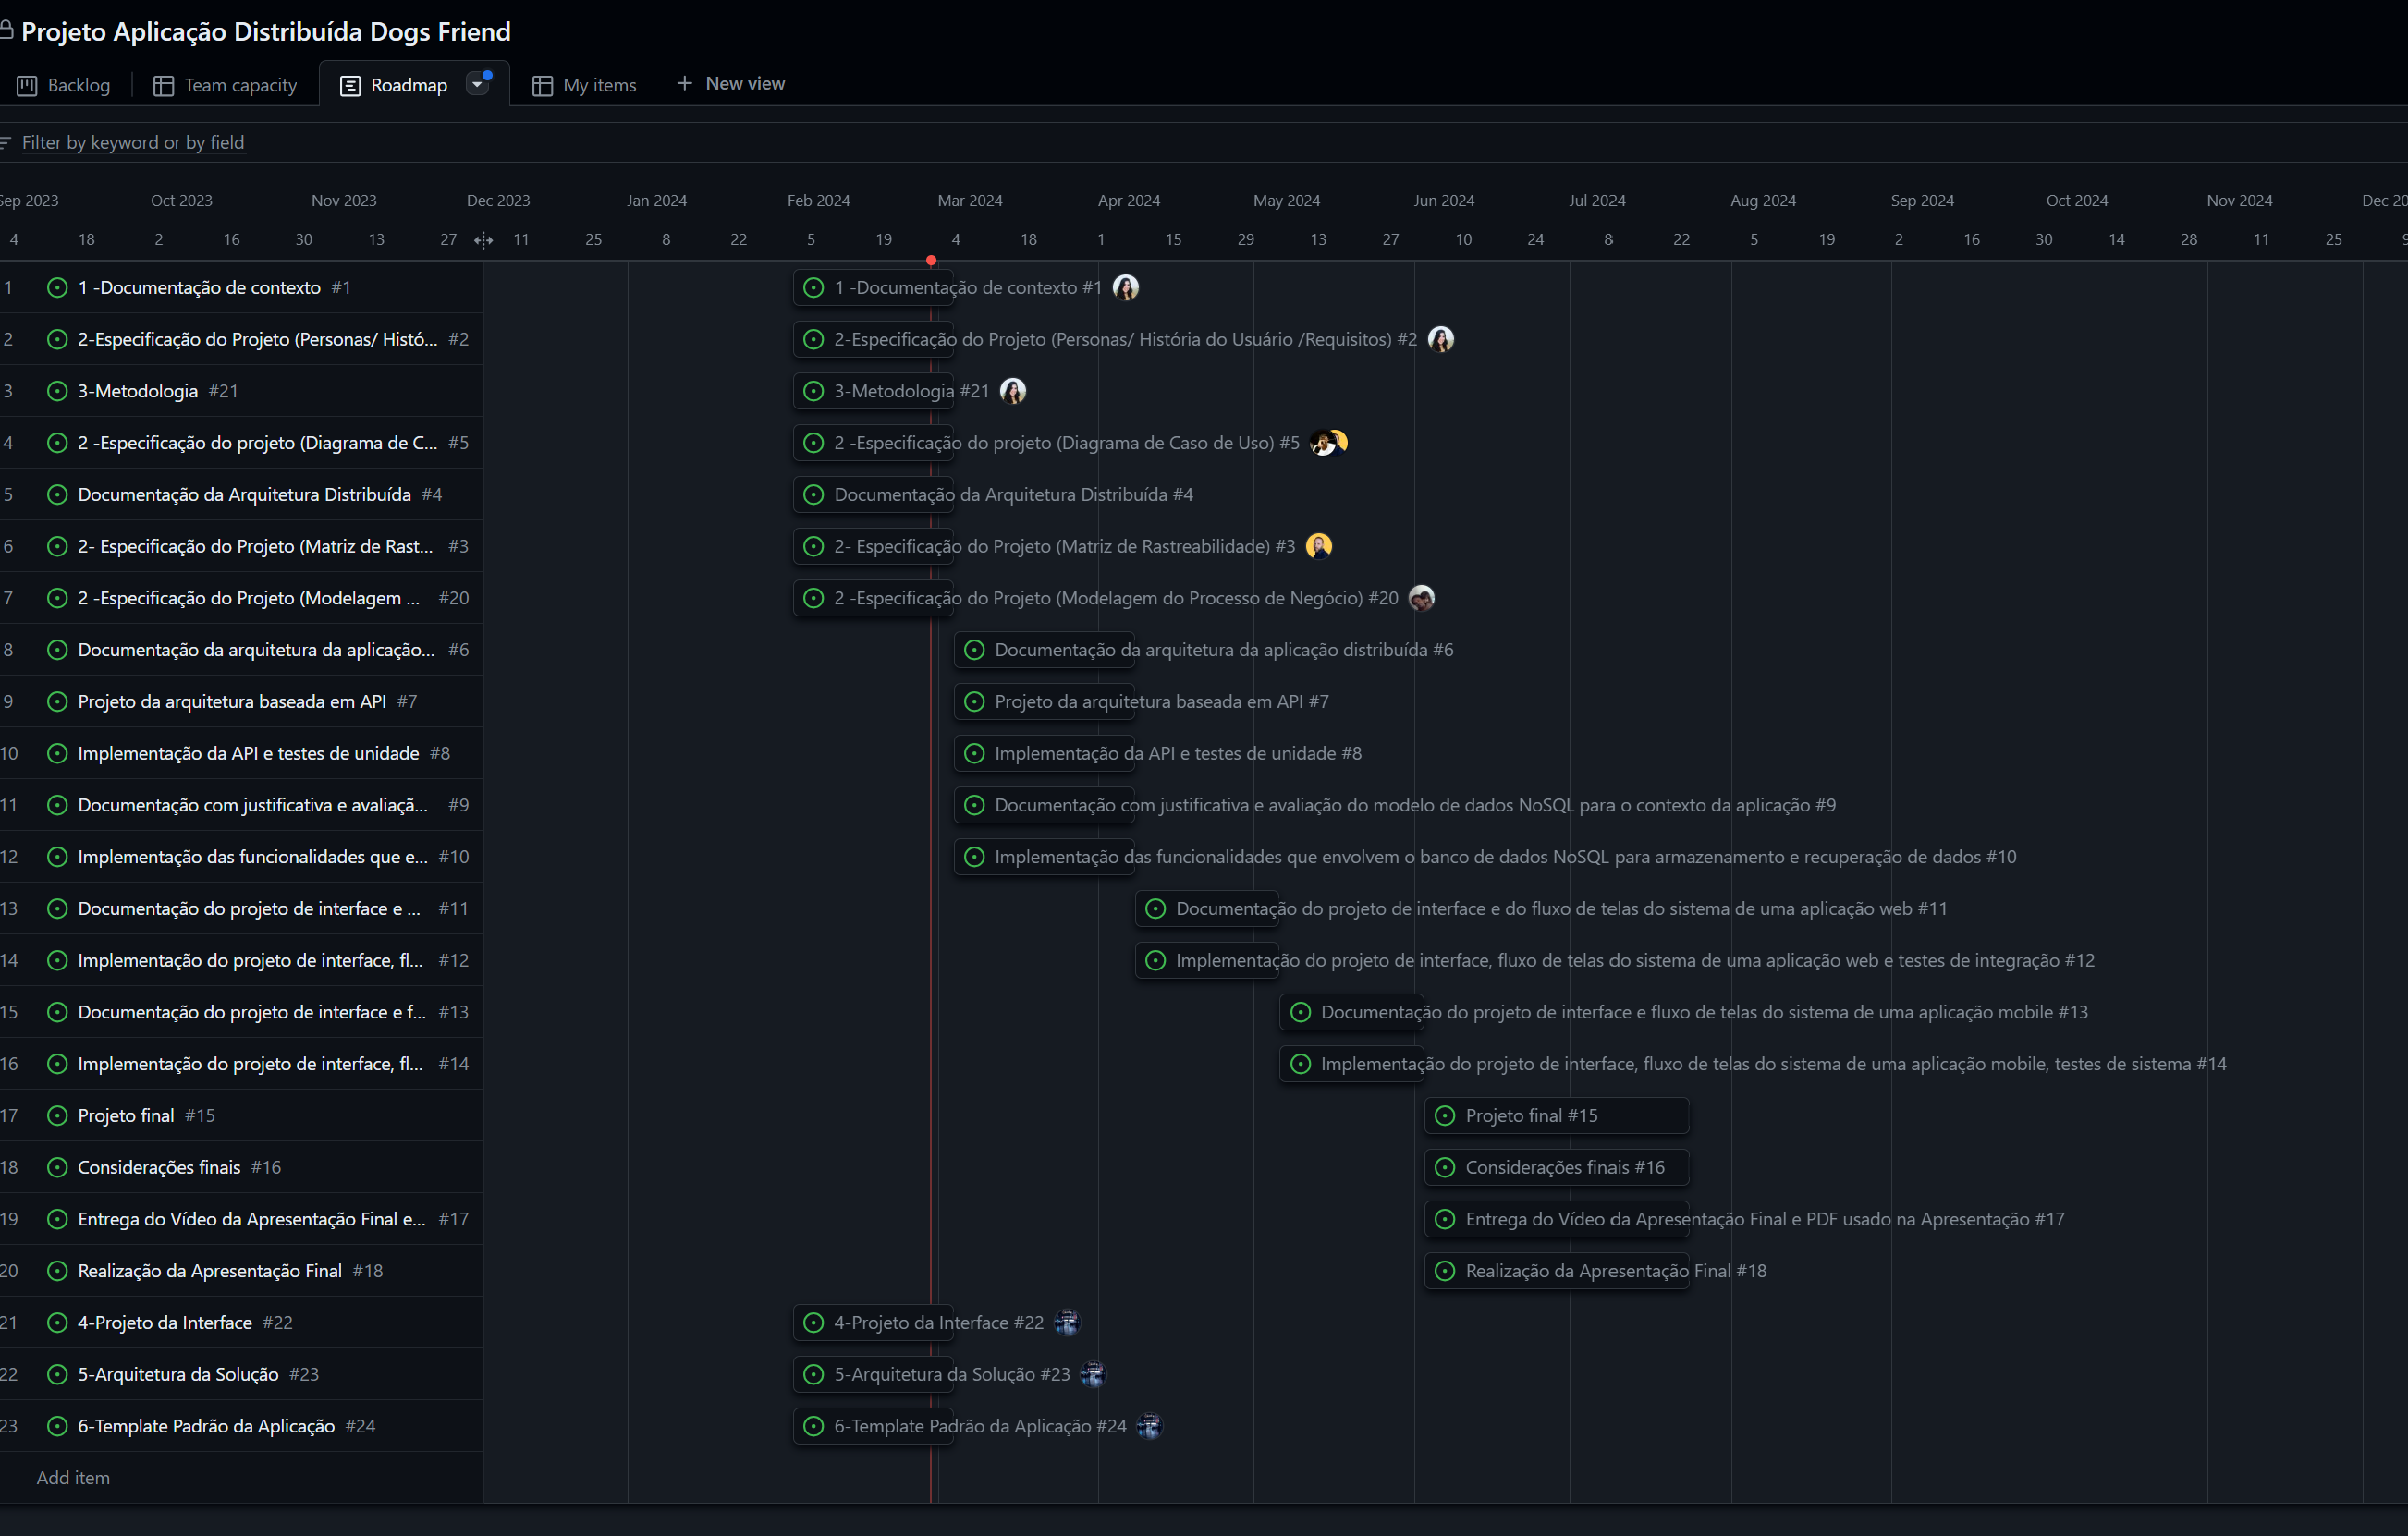 Projeto Aplicação Distribuída Dogs Friend
Backlog Team capacity Roadmap My items New view
Filter by keyword or by field
Sep 2023 Oct 2023 Nov 2023 Dec 2023 Jan 2024 Feb 2024 Mar 2024 Apr 2024 May 2024 Jun 2024 Jul 2024 Aug 2024 Sep 2024 Oct 2024 Nov 2024 Dec 20
4 18 2 16 30 13 27 11 25 8 22 5 19 4 18 1 15 29 13 27 10 24 8 22 5 19 2 16 30 14 28 11 25 9
1 1 -Documentação de contexto #1 1 -Documentação de contexto #1
2 2-Especificação do Projeto (Personas/ Histó... #2 2-Especificação do Projeto (Personas/ História do Usuário /Requisitos) #2
3 3-Metodologia #21 3-Metodologia #21
4 2 -Especificação do projeto (Diagrama de C... #5 2 -Especificação do projeto (Diagrama de Caso de Uso) #5
5 Documentação da Arquitetura Distribuída #4 Documentação da Arquitetura Distribuída #4
6 2- Especificação do Projeto (Matriz de Rast... #3 2- Especificação do Projeto (Matriz de Rastreabilidade) #3
7 2 -Especificação do Projeto (Modelagem ... #20 2 -Especificação do Projeto (Modelagem do Processo de Negócio) #20
8 Documentação da arquitetura da aplicação... #6 Documentação da arquitetura da aplicação distribuída #6
9 Projeto da arquitetura baseada em API #7 Projeto da arquitetura baseada em API #7
10 Implementação da API e testes de unidade #8 Implementação da API e testes de unidade #8
11 Documentação com justificativa e avaliaçã... #9 Documentação com justificativa e avaliação do modelo de dados NoSQL para o contexto da aplicação #9
12 Implementação das funcionalidades que e... #10 Implementação das funcionalidades que envolvem o banco de dados NoSQL para armazenamento e recuperação de dados #10
13 Documentação do projeto de interface e ... #11 Documentação do projeto de interface e do fluxo de telas do sistema de uma aplicação web #11
14 Implementação do projeto de interface, fl... #12 Implementação do projeto de interface, fluxo de telas do sistema de uma aplicação web e testes de integração #12
15 Documentação do projeto de interface e f... #13 Documentação do projeto de interface e fluxo de telas do sistema de uma aplicação mobile #13
16 Implementação do projeto de interface, fl... #14 Implementação do projeto de interface, fluxo de telas do sistema de uma aplicação mobile, testes de sistema #14
17 Projeto final #15 Projeto final #15
18 Considerações finais #16 Considerações finais #16
19 Entrega do Vídeo da Apresentação Final e... #17 Entrega do Vídeo da Apresentação Final e PDF usado na Apresentação #17
20 Realização da Apresentação Final #18 Realização da Apresentação Final #18
21 4-Projeto da Interface #22 4-Projeto da Interface #22
22 5-Arquitetura da Solução #23 5-Arquitetura da Solução #23
23 6-Template Padrão da Aplicação #24 6-Template Padrão da Aplicação #24
Add item